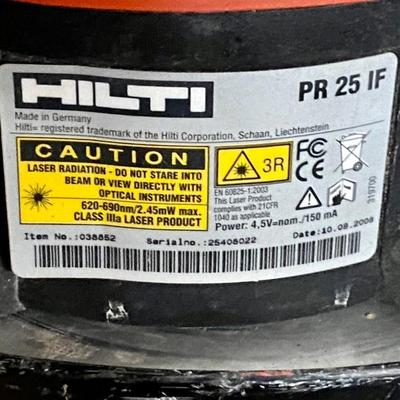 HILTI
PR 25 IF
Made in Germany
Hilti= registered trademark of the Hilti Corporation, Schaan, Liechtenstein
CAUTION
LASER RADIATION - DO NOT STARE INTO
BEAM OR VIEW DIRECTLY WITH
OPTICAL INSTRUMENTS
620-690nm/2.45mW max.
CLASS IIIa LASER PRODUCT
3R
FC
CE
EN 60825-1:2003
This Laser Product
complies with 21CFR
1040 as applicable
Power: 4,5V=nom./150 mA
319700
Item No.:038852
Serialno.:25408022
Date:10.09.2008